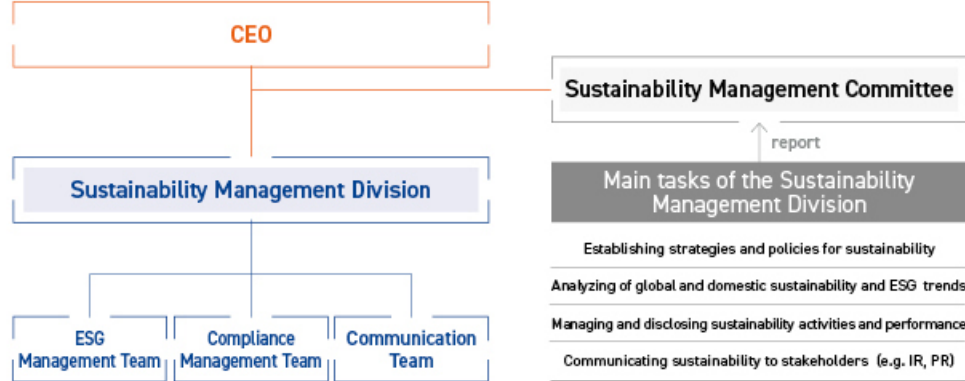 CEO
Sustainability Management Committee
report
Sustainability Management Division
Main tasks of the Sustainability
Management Division
Establishing strategies and policies for sustainability
Analyzing of global and domestic sustainability and ESG trends
Managing and disclosing sustainability activities and performance
Communicating sustainability to stakeholders (e.g. IR, PR)
ESG
Management Team
Compliance
Management Team
Communication
Team